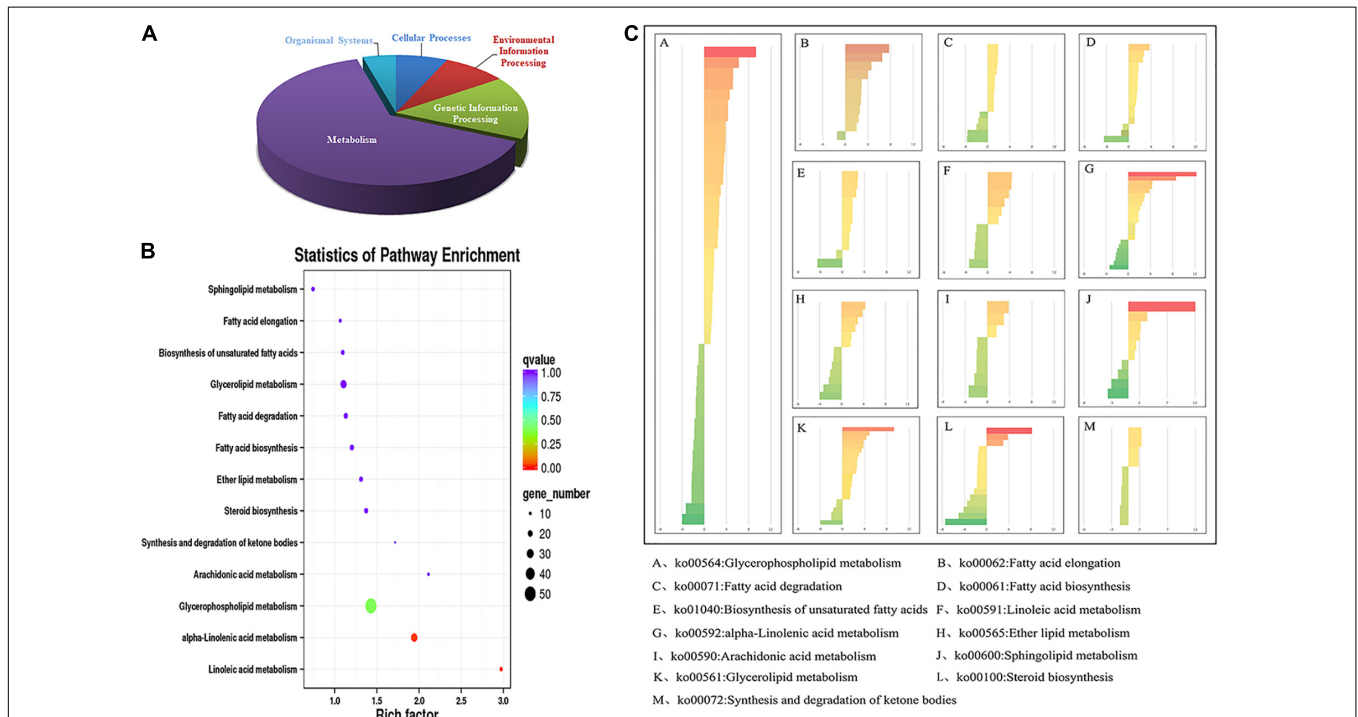 A
Organismal Systems
Cellular Processes
Environmental
Information
Processing
Genetic Information
Processing
Metabolism
B
Statistics of Pathway Enrichment
Sphingolipid metabolism
Fatty acid elongation
Biosynthesis of unsaturated fatty acids
Glycerolipid metabolism
Fatty acid degradation
Fatty acid biosynthesis
Ether lipid metabolism
Steroid biosynthesis
Synthesis and degradation of ketone bodies
Arachidonic acid metabolism
Glycerophospholipid metabolism
alpha-Linolenic acid metabolism
Linoleic acid metabolism
1.0 1.5 2.0 2.5 3.0
Rich factor
qvalue
1.00
0.75
0.50
0.25
0.00
gene_number
10
20
30
40
50
C
A
B
C
D
E
F
G
H
I
J
K
L
M
A、ko00564:Glycerophospholipid metabolism
B、ko00062:Fatty acid elongation
C、ko00071:Fatty acid degradation
D、ko00061:Fatty acid biosynthesis
E、ko01040:Biosynthesis of unsaturated fatty acids
F、ko00591:Linoleic acid metabolism
G、ko00592:alpha-Linolenic acid metabolism
H、ko00565:Ether lipid metabolism
I、ko00590:Arachidonic acid metabolism
J、ko00600:Sphingolipid metabolism
K、ko00561:Glycerolipid metabolism
L、ko00100:Steroid biosynthesis
M、ko00072:Synthesis and degradation of ketone bodies